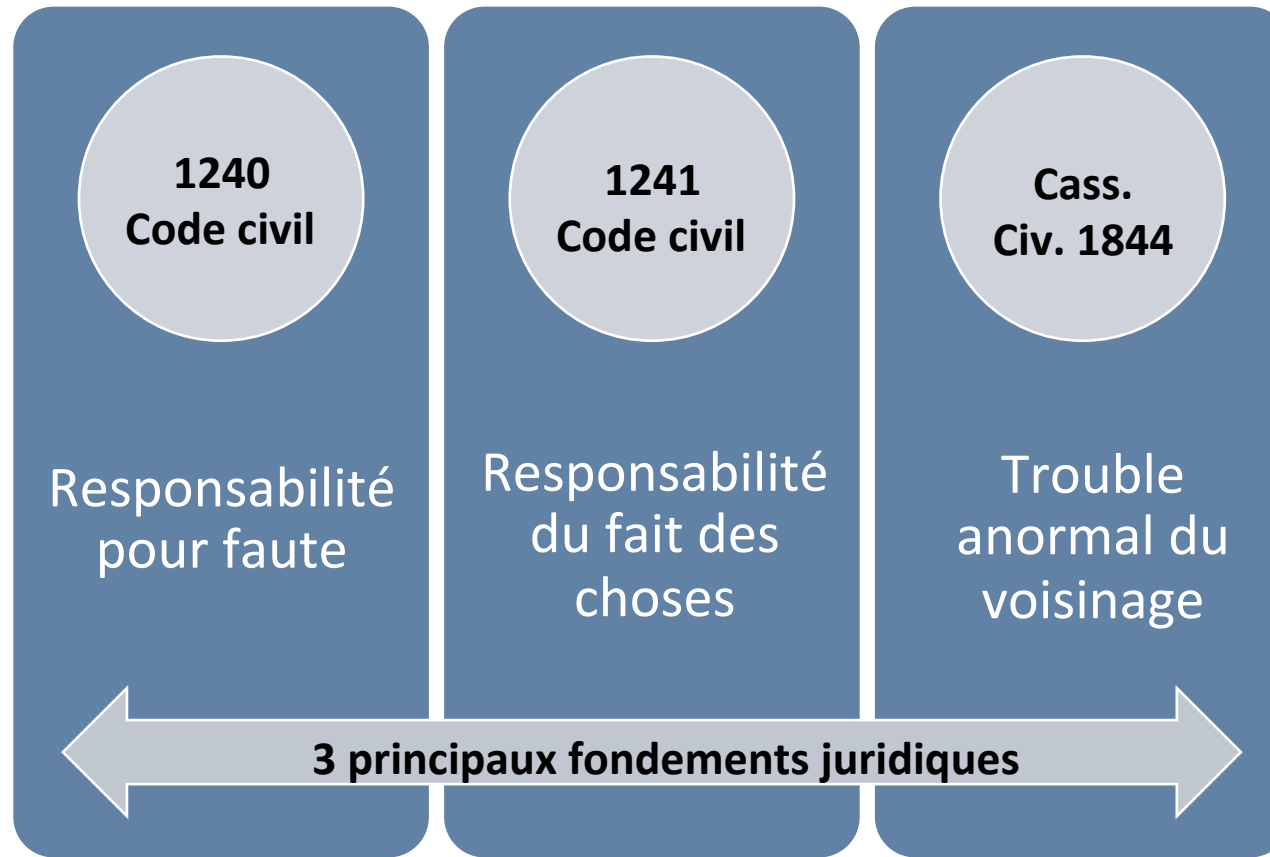 1240
Code civil
Responsabilité
pour faute
1241
Code civil
Responsabilité
du fait des
choses
Cass.
Civ. 1844
Trouble
anormal du
voisinage
3 principaux fondements juridiques